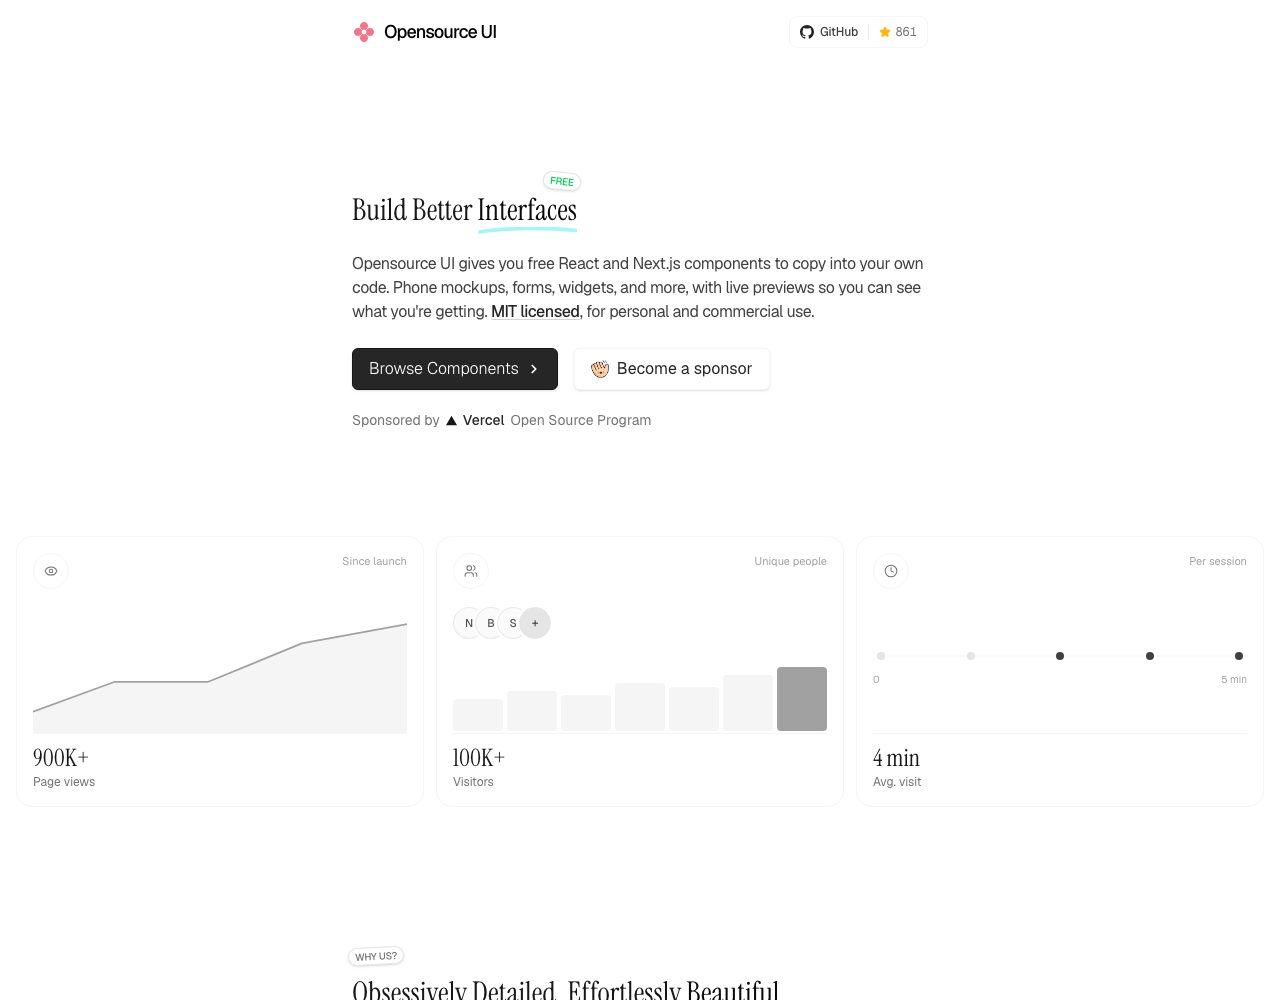 Opensource UI
GitHub 861
FREE
Build Better Interfaces
Opensource UI gives you free React and Next.js components to copy into your own
code. Phone mockups, forms, widgets, and more, with live previews so you can see
what you're getting. MIT licensed, for personal and commercial use.
Browse Components
Become a sponsor
Sponsored by Vercel Open Source Program
Since launch
900K+
Page views
Unique people
N B S +
100K+
Visitors
Per session
0 5 min
4 min
Avg. visit
WHY US?
Obsessively Detailed, Effortlessly Beautiful